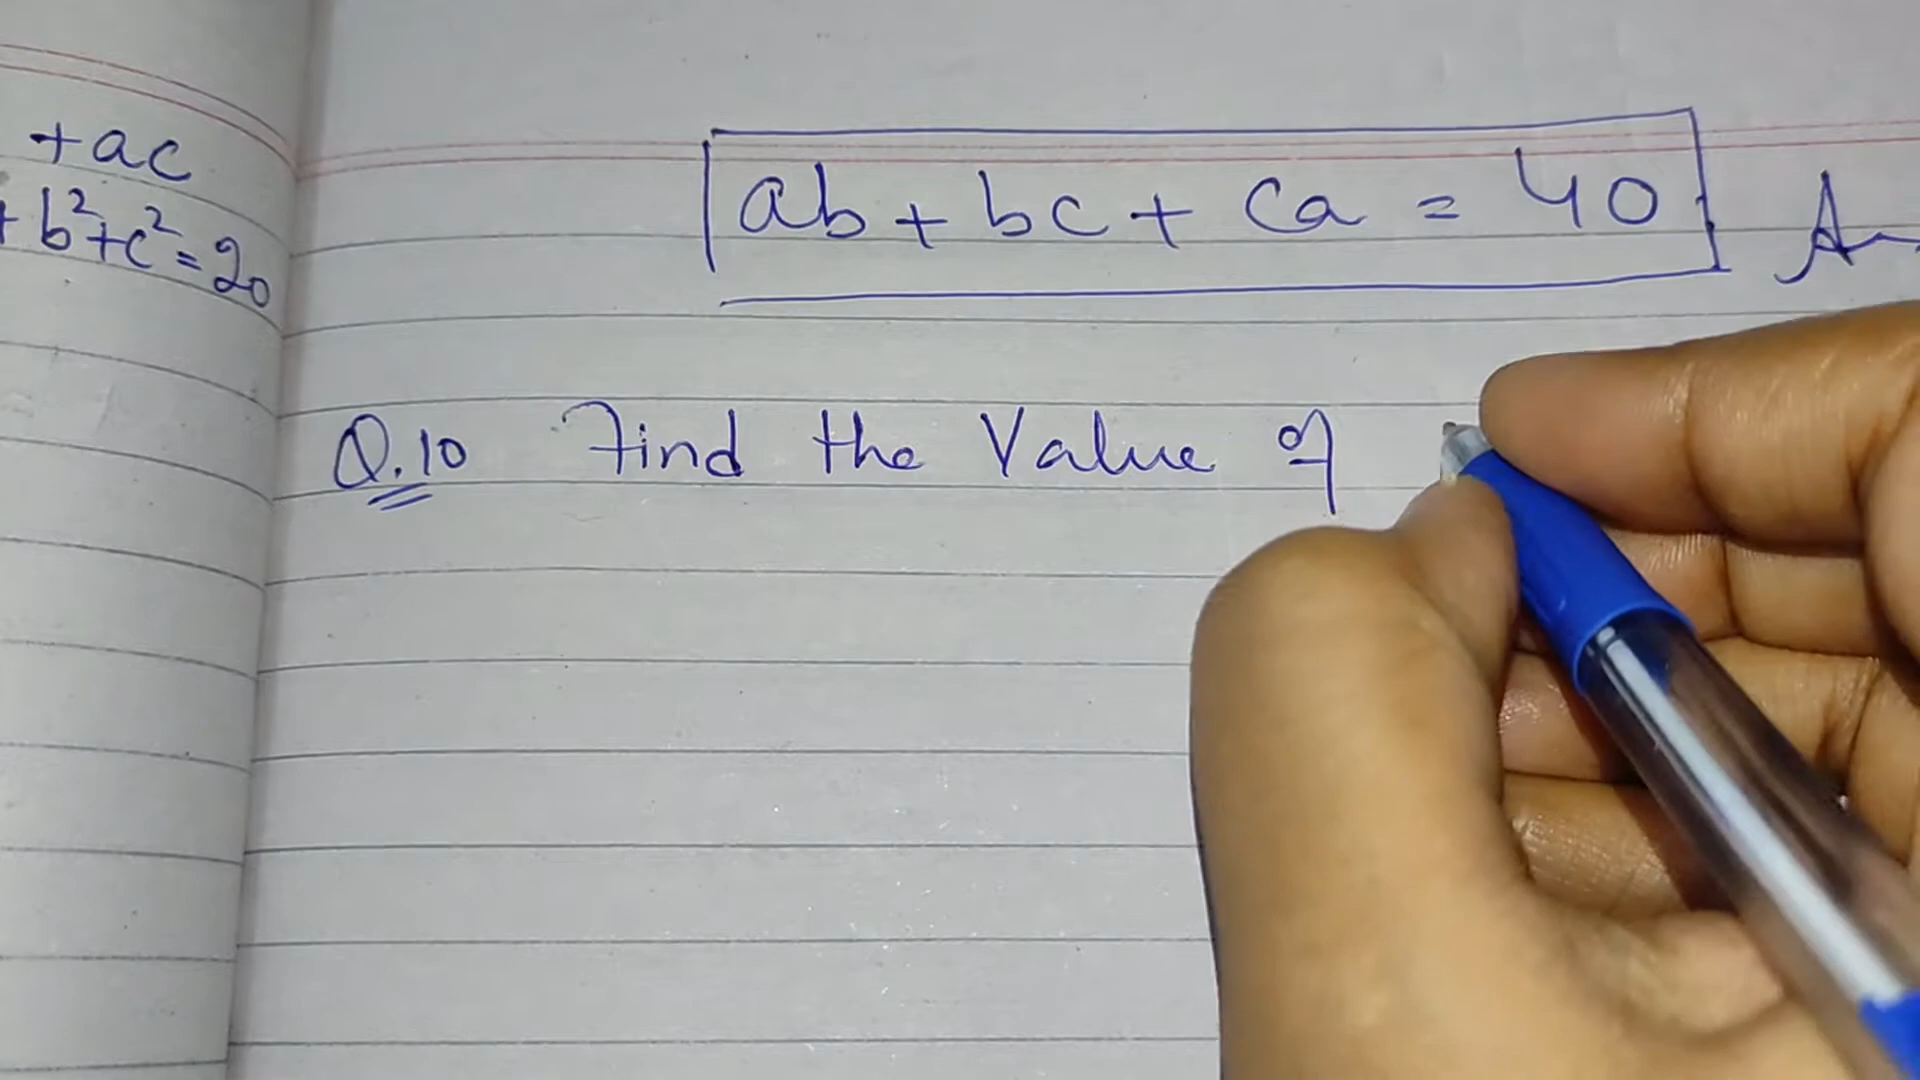 +ac
+ b²+c²=20
ab + bc + ca = 40
Q.10 Find the Value of